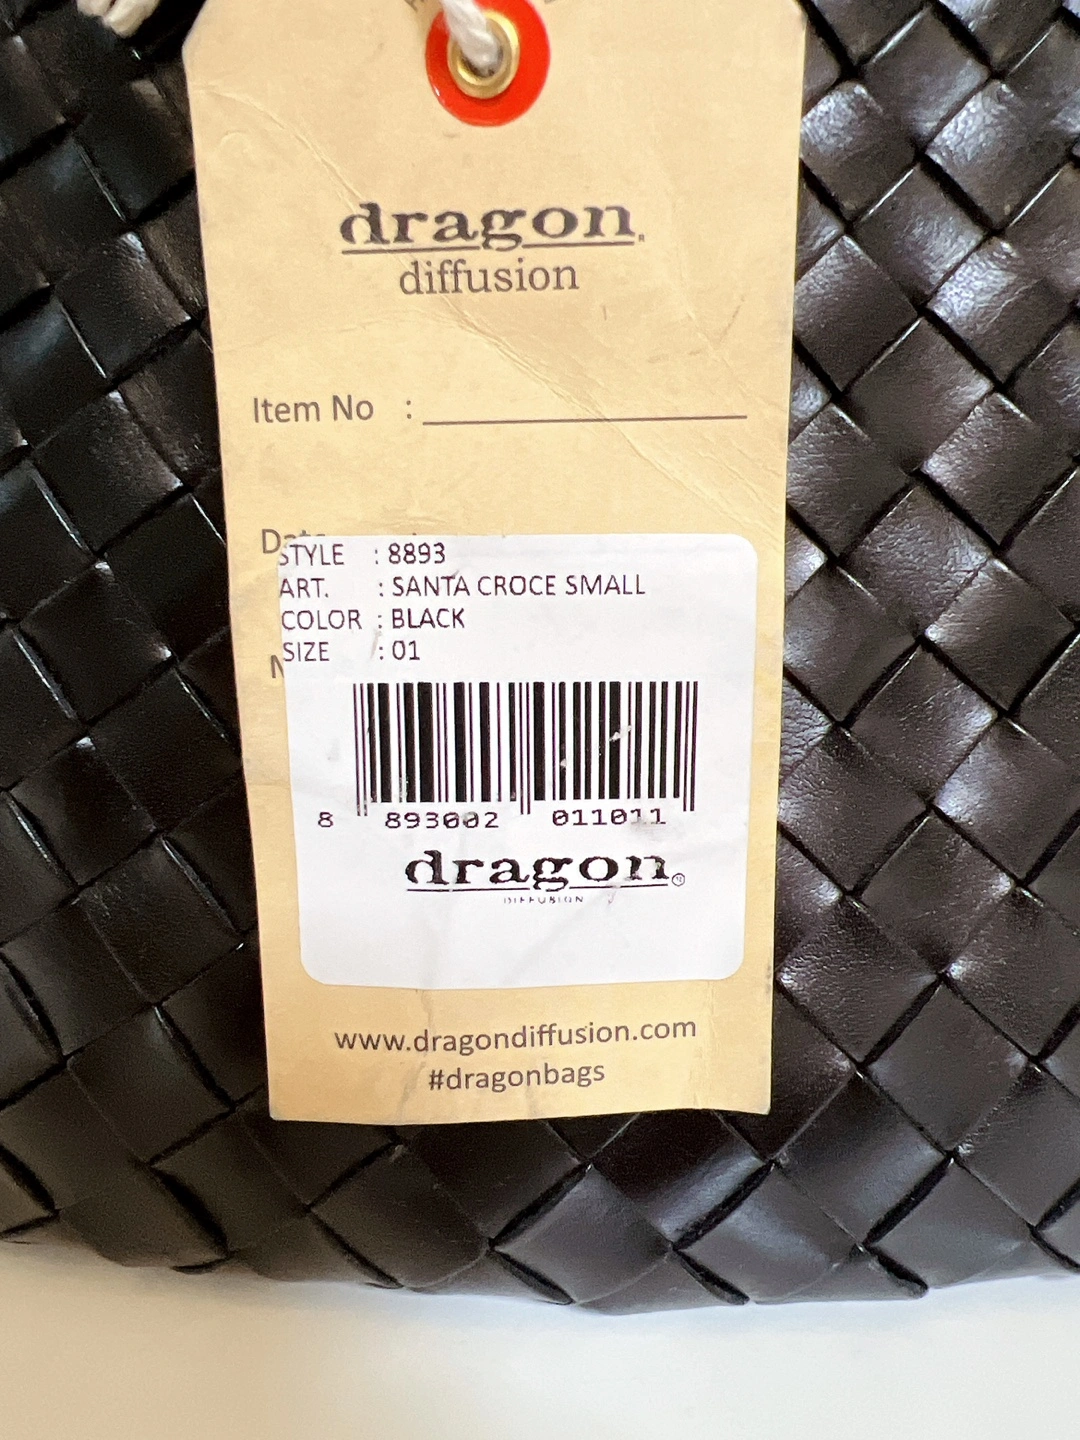 dragon
diffusion
Item No :
STYLE : 8893
ART. : SANTA CROCE SMALL
COLOR : BLACK
SIZE : 01
8 893002 011011
dragon®
DIFFUSION
www.dragondiffusion.com
#dragonbags